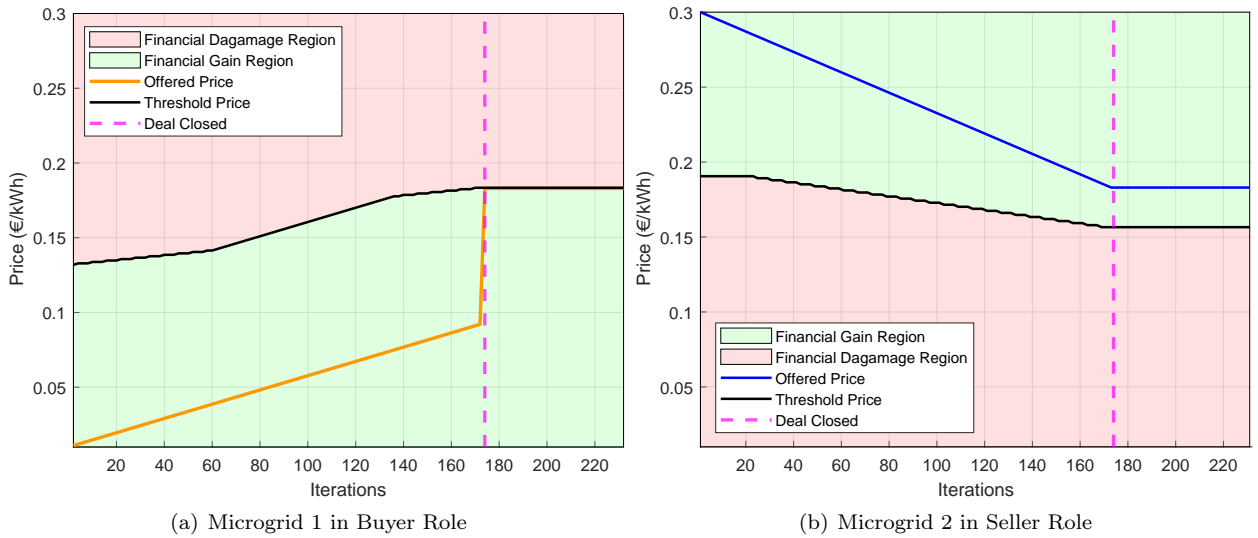 0.3
0.25
0.2
0.15
0.1
0.05
Price (€/kWh)
Financial Dagamage Region
Financial Gain Region
Offered Price
Threshold Price
Deal Closed
20 40 60 80 100 120 140 160 180 200 220
Iterations
(a) Microgrid 1 in Buyer Role
0.3
0.25
0.2
0.15
0.1
0.05
Price (€/kWh)
Financial Gain Region
Financial Dagamage Region
Offered Price
Threshold Price
Deal Closed
20 40 60 80 100 120 140 160 180 200 220
Iterations
(b) Microgrid 2 in Seller Role